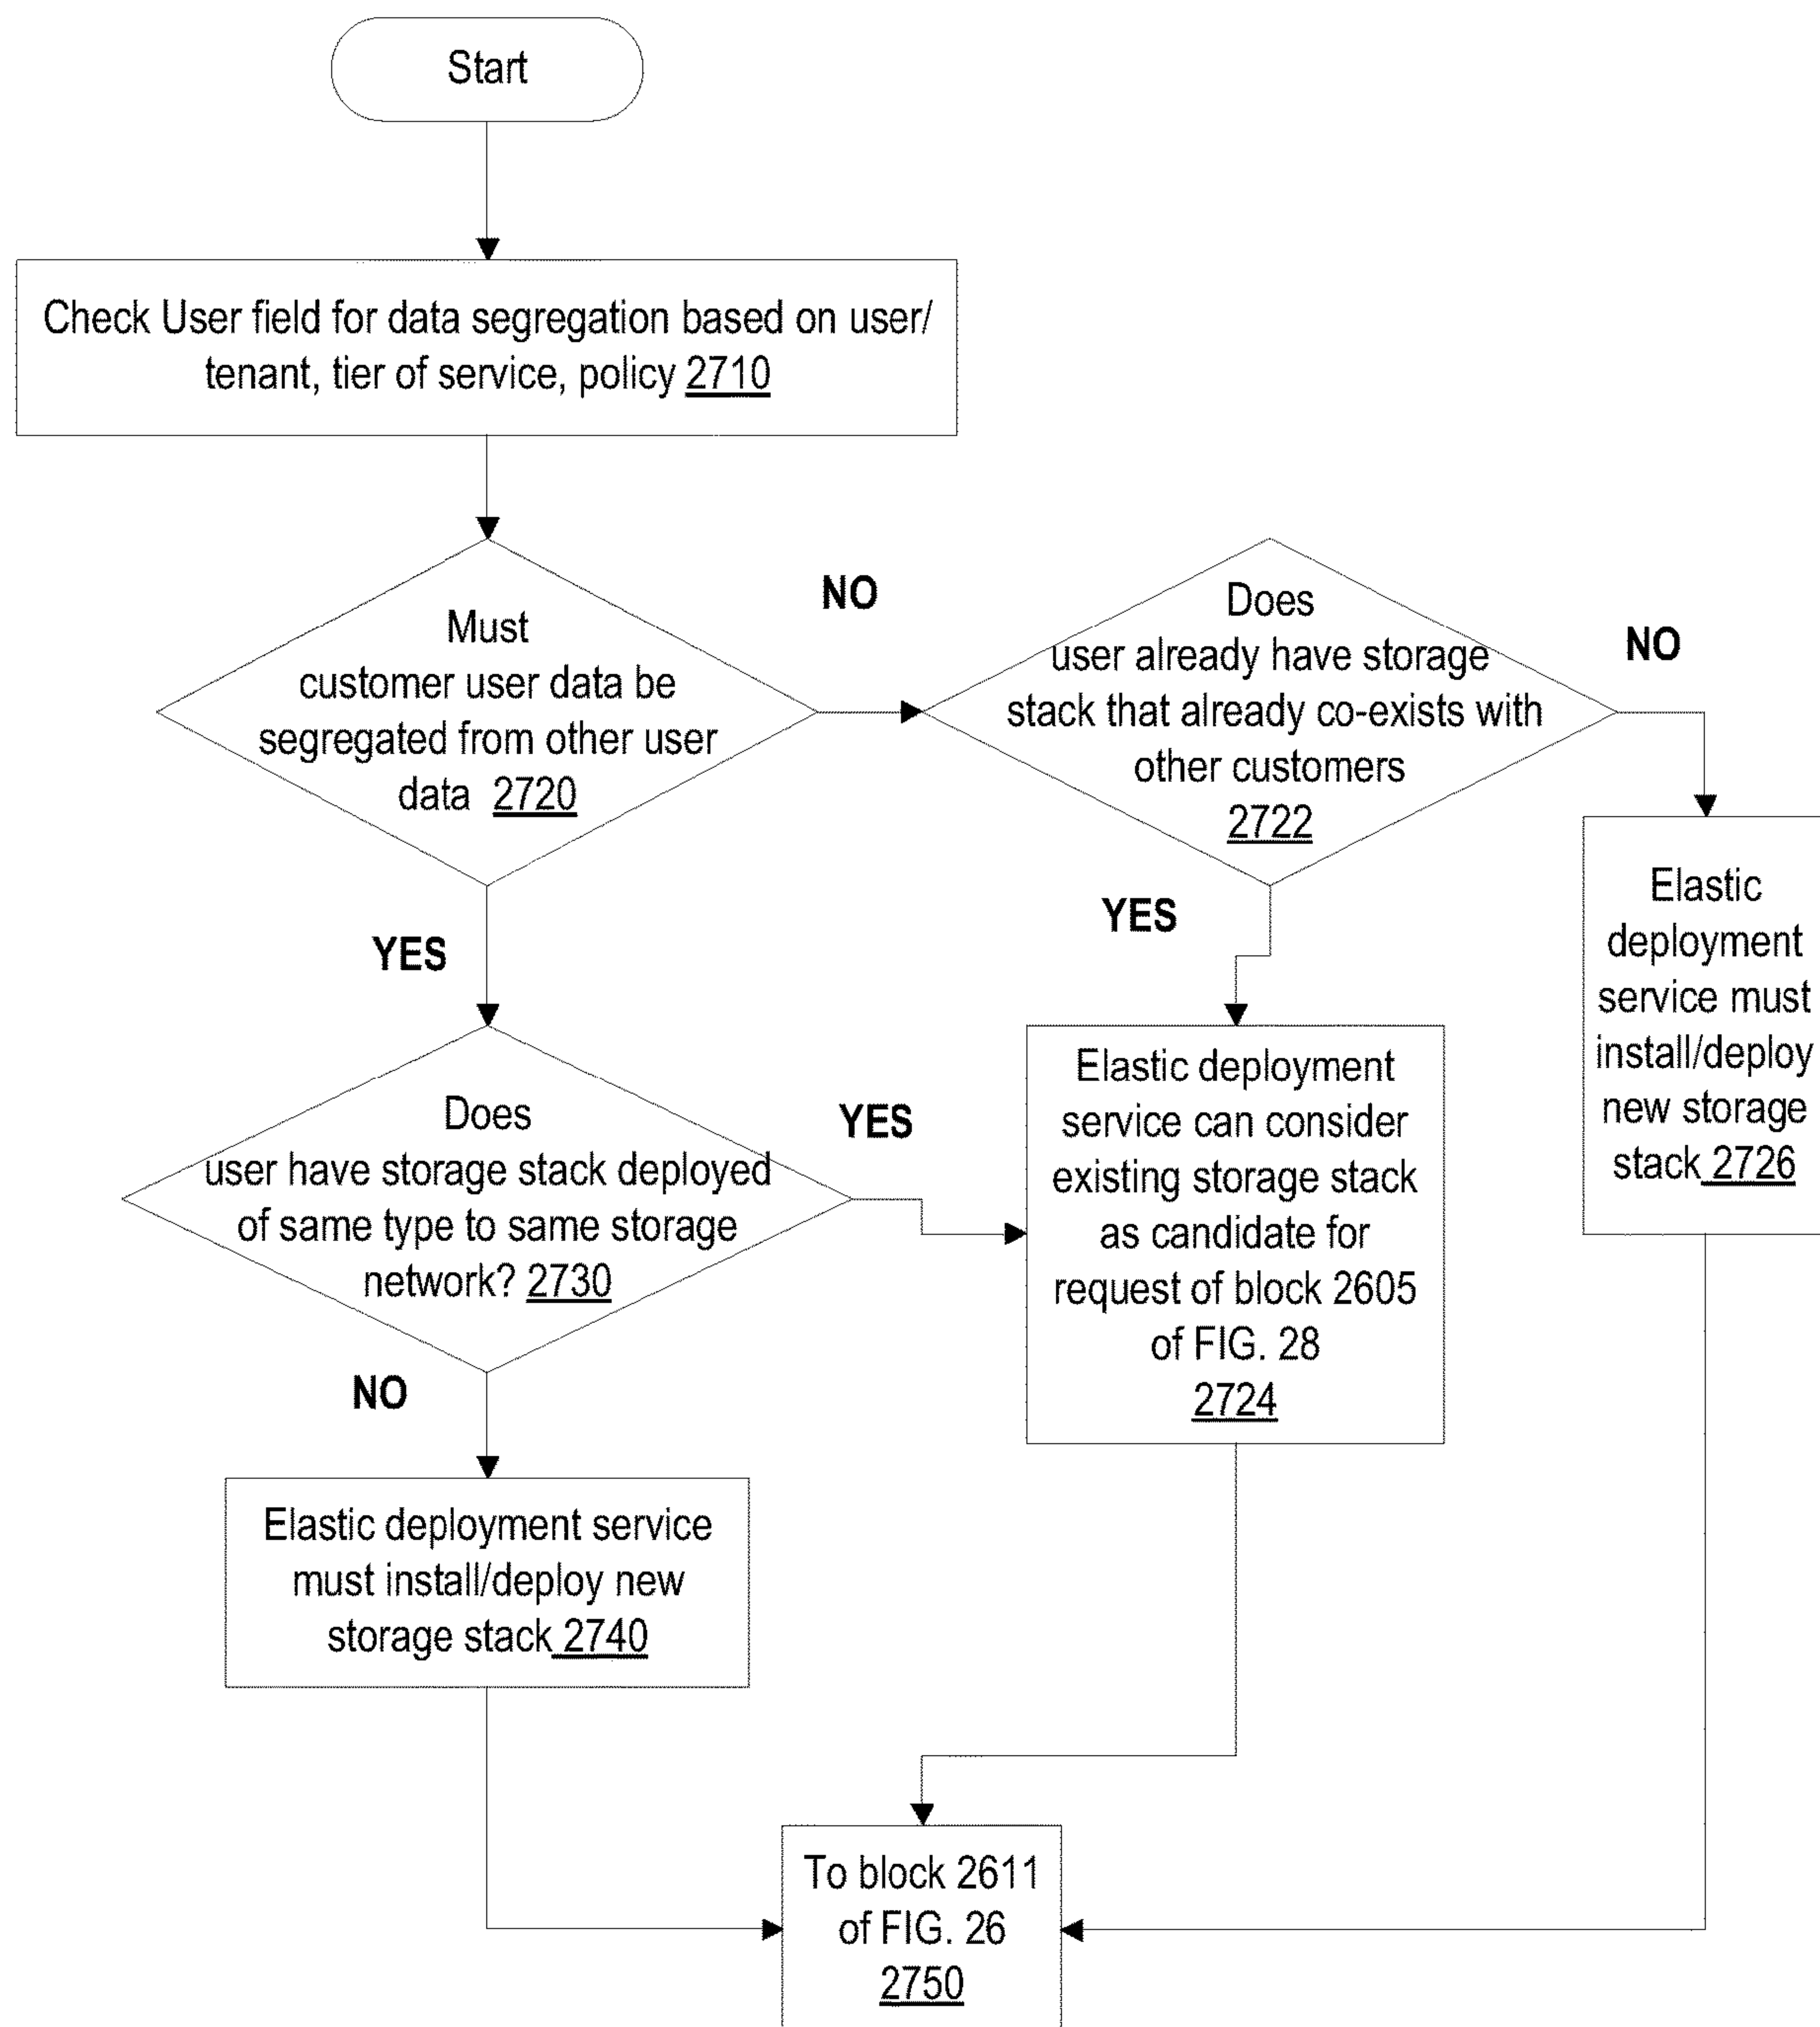 Start
Check User field for data segregation based on user/
tenant, tier of service, policy 2710
Must
customer user data be
segregated from other user
data 2720
NO
Does
user already have storage
stack that already co-exists with
other customers
2722
NO
YES
YES
Elastic
deployment
service must
install/deploy
new storage
stack 2726
Does
user have storage stack deployed
of same type to same storage
network? 2730
YES
Elastic deployment
service can consider
existing storage stack
as candidate for
request of block 2605
of FIG. 28
2724
NO
Elastic deployment service
must install/deploy new
storage stack 2740
To block 2611
of FIG. 26
2750